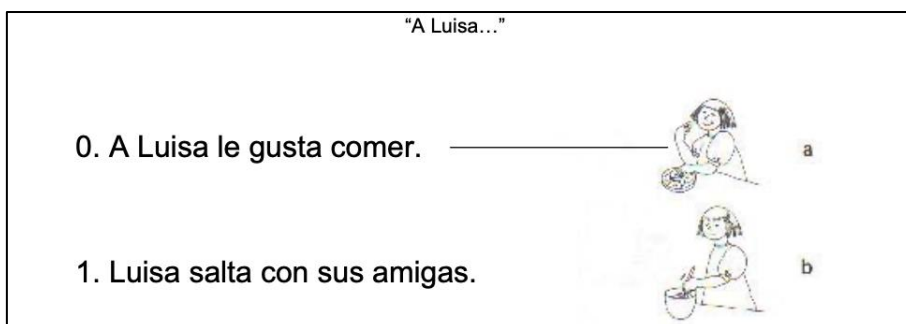 “A Luisa…”
0. A Luisa le gusta comer.
a
1. Luisa salta con sus amigas.
b